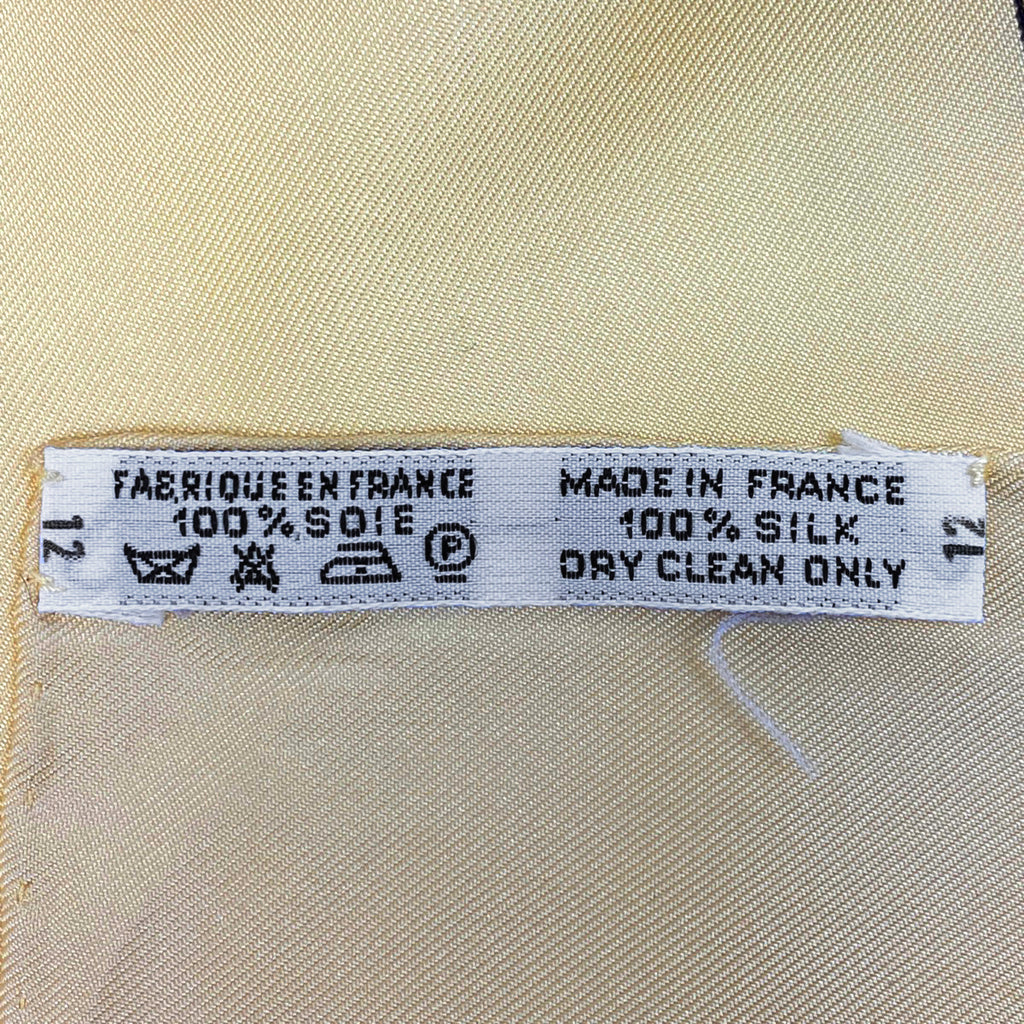 12
FABRIQUE EN FRANCE
100% SOIE
P
MADE IN FRANCE
100% SILK
DRY CLEAN ONLY
12